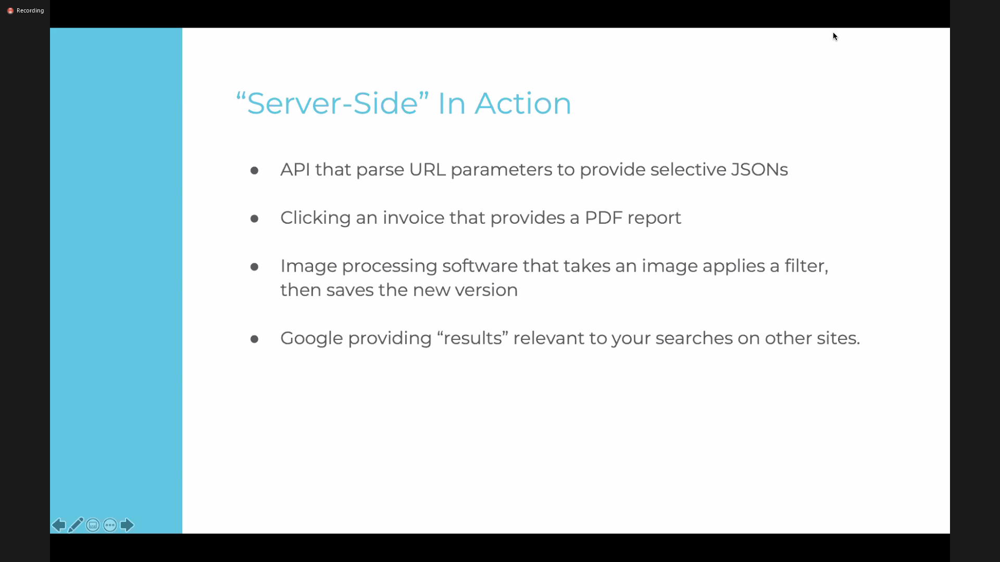 Recording
“Server-Side” In Action
● API that parse URL parameters to provide selective JSONs
● Clicking an invoice that provides a PDF report
● Image processing software that takes an image applies a filter,
then saves the new version
● Google providing “results” relevant to your searches on other sites.